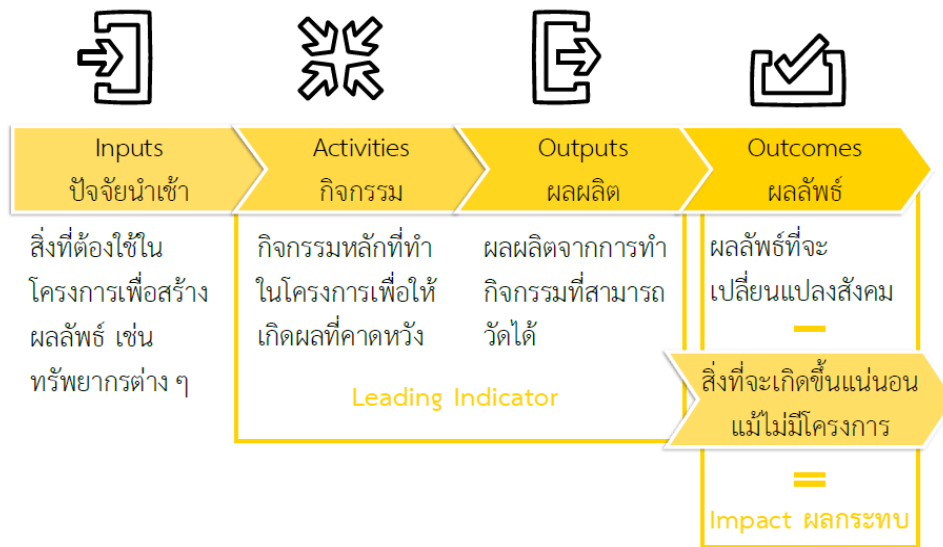 Inputs
ปัจจัยนำเข้า
Activities
กิจกรรม
Outputs
ผลผลิต
Outcomes
ผลลัพธ์
สิ่งที่ต้องใช้ใน
โครงการเพื่อสร้าง
ผลลัพธ์ เช่น
ทรัพยากรต่าง ๆ
กิจกรรมหลักที่ทำ
ในโครงการเพื่อให้
เกิดผลที่คาดหวัง
ผลผลิตจากการทำ
กิจกรรมที่สามารถ
วัดได้
Leading Indicator
ผลลัพธ์ที่จะ
เปลี่ยนแปลงสังคม
–
สิ่งที่จะเกิดขึ้นแน่นอน
แม้ไม่มีโครงการ
=
Impact ผลกระทบ